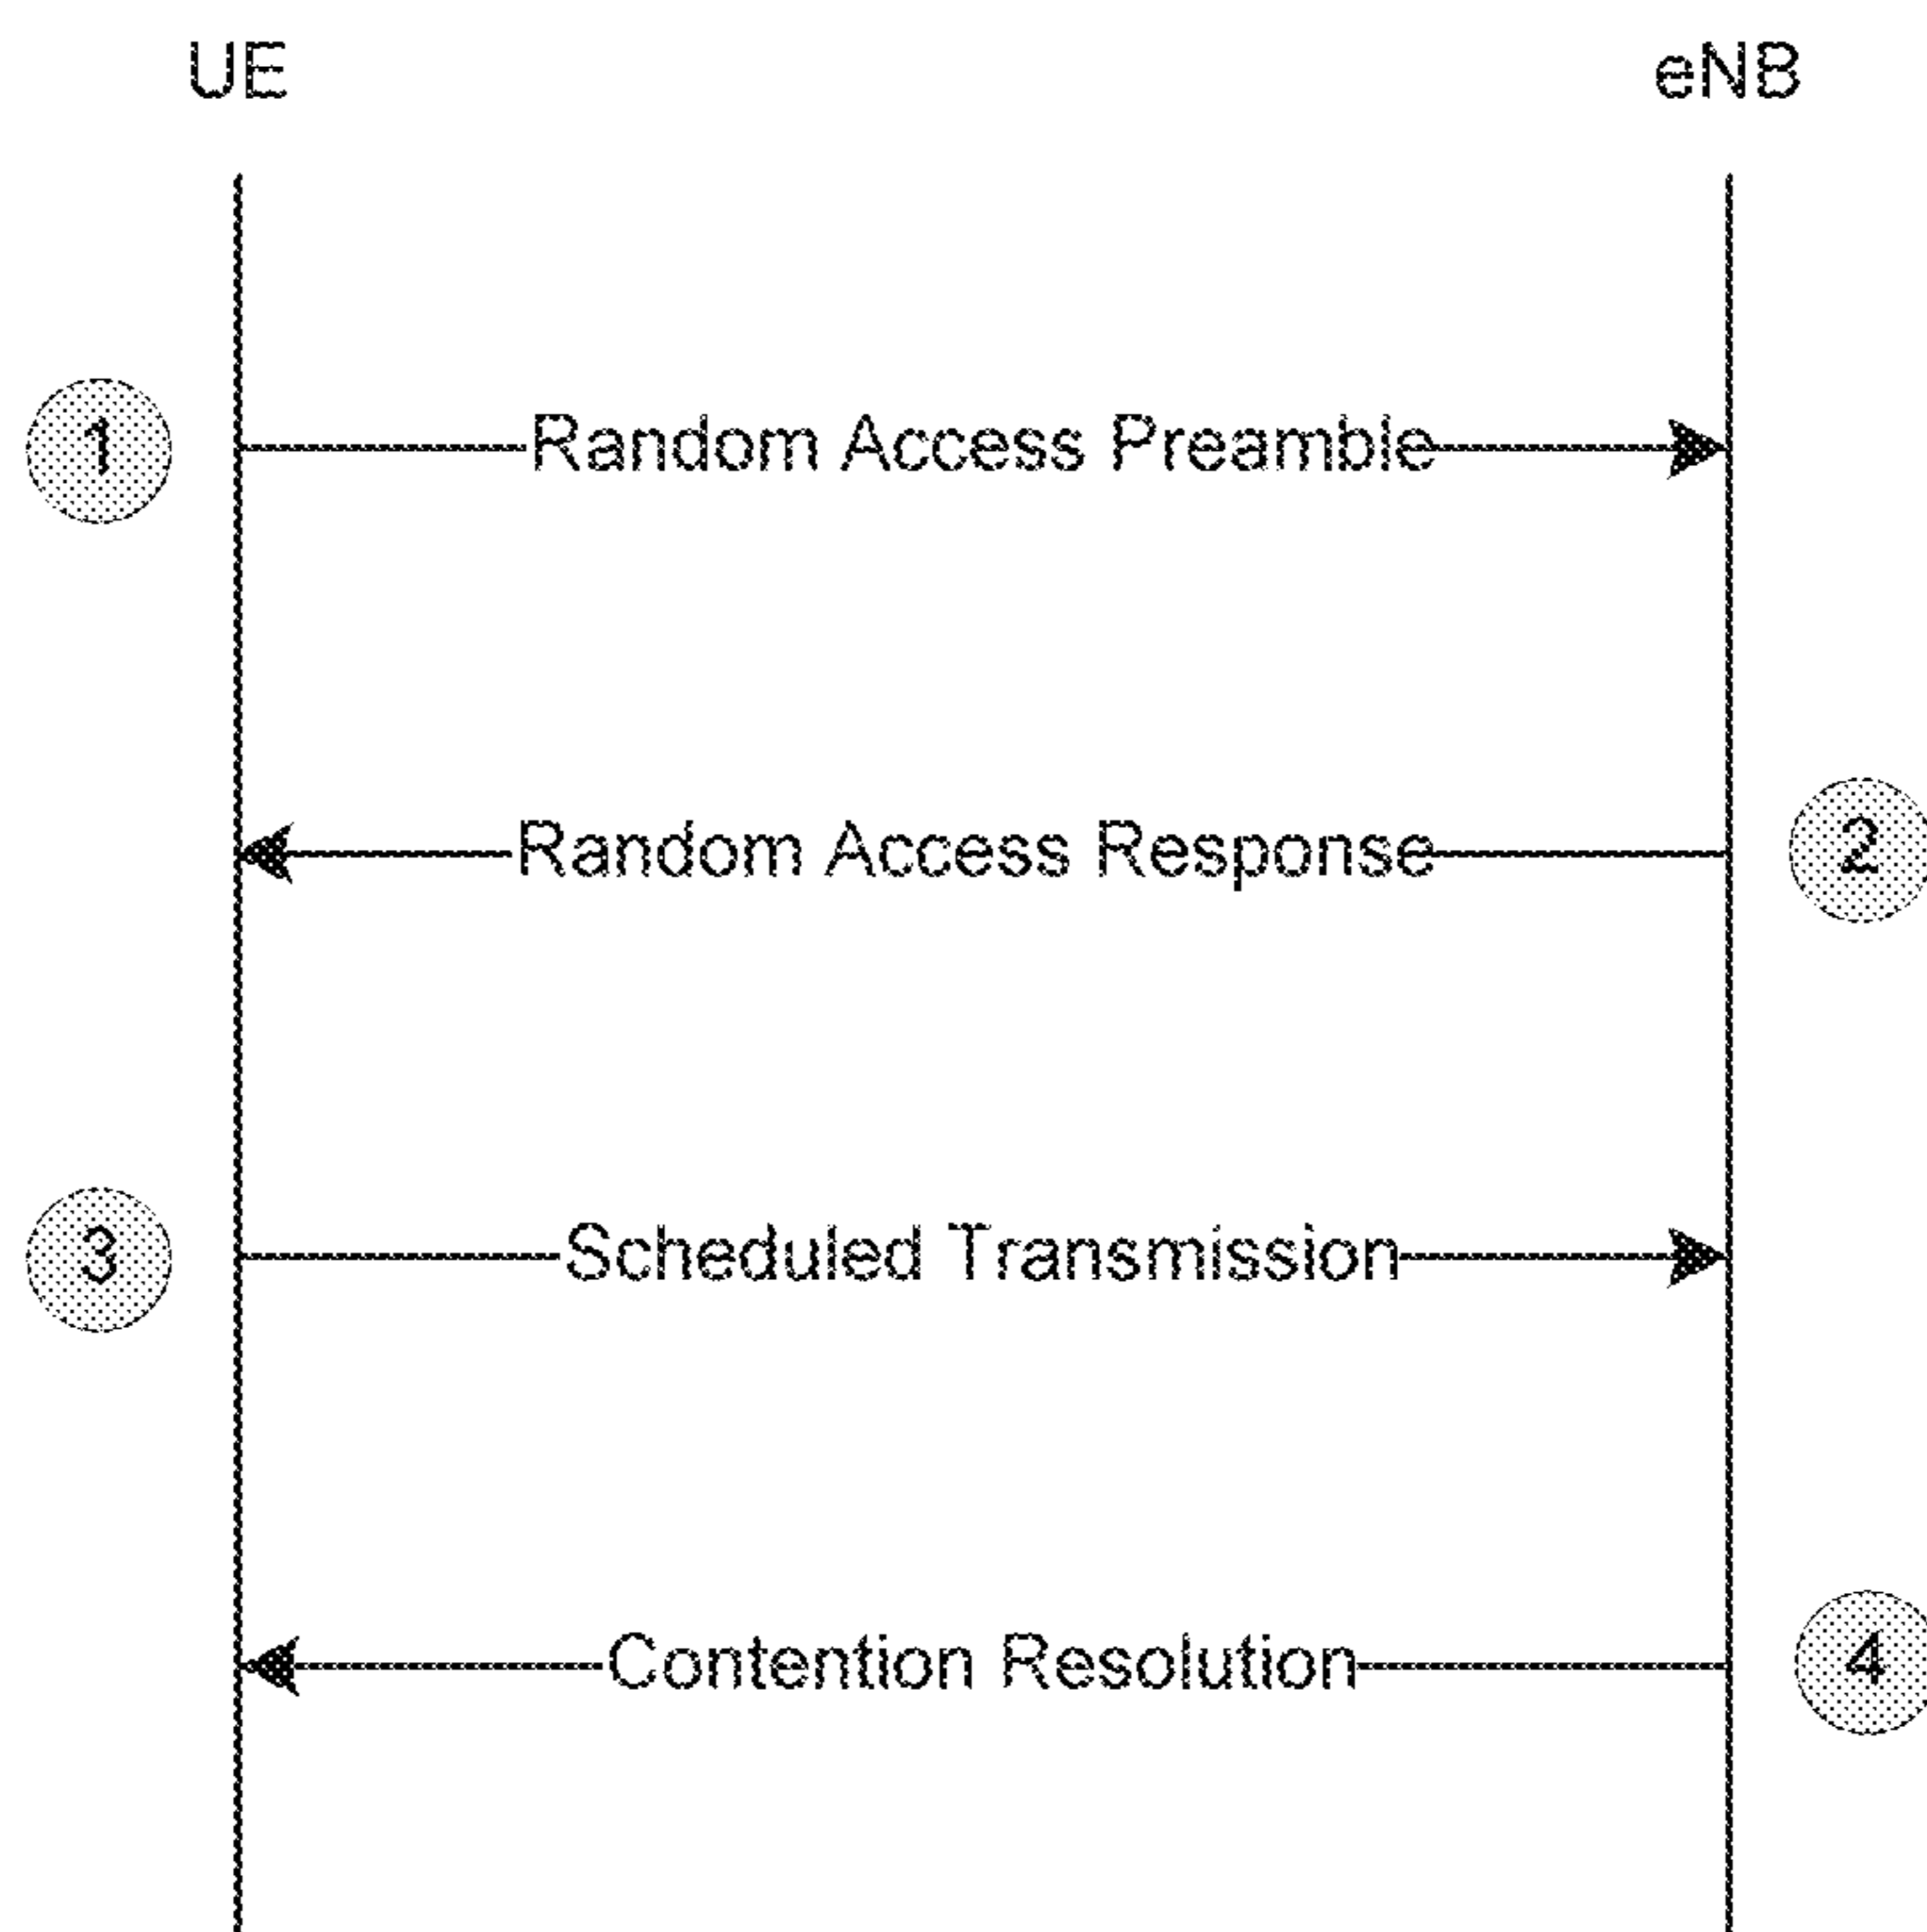 UE
eNB
1
Random Access Preamble
Random Access Response
2
3
Scheduled Transmission
Contention Resolution
4